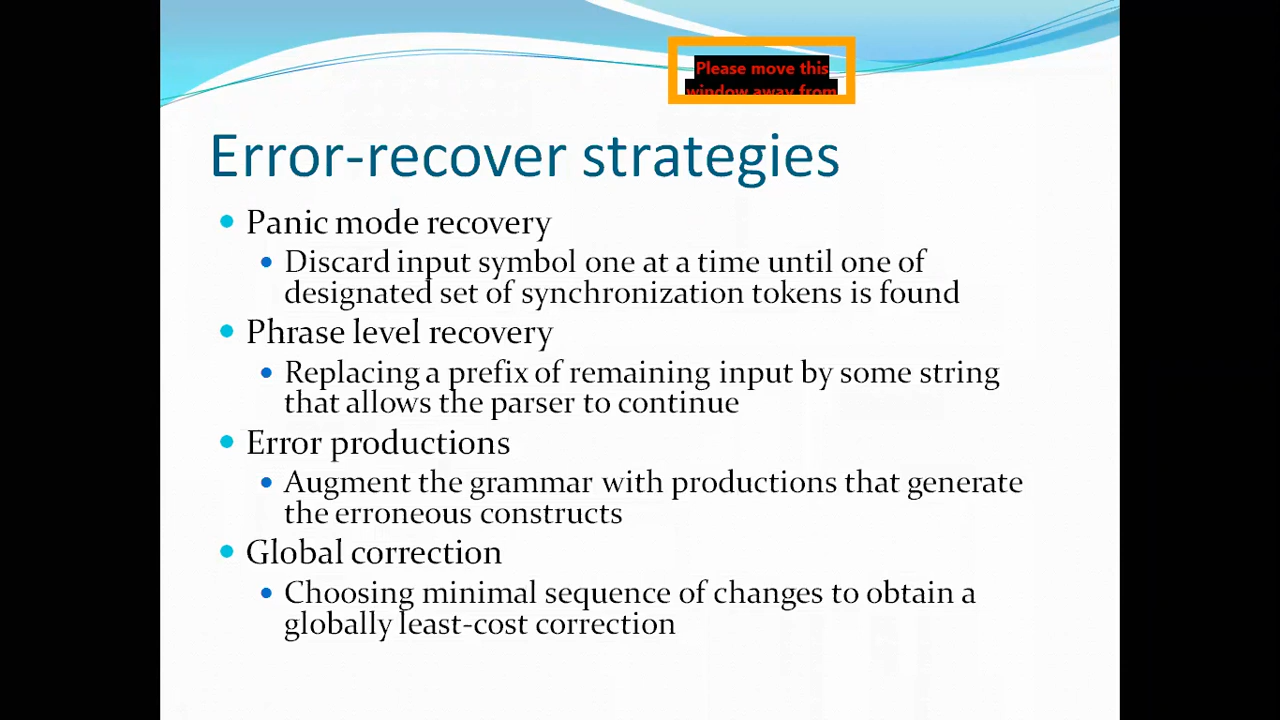 Please move this
window away from
Error-recover strategies
Panic mode recovery
Discard input symbol one at a time until one of
designated set of synchronization tokens is found
Phrase level recovery
Replacing a prefix of remaining input by some string
that allows the parser to continue
Error productions
Augment the grammar with productions that generate
the erroneous constructs
Global correction
Choosing minimal sequence of changes to obtain a
globally least-cost correction